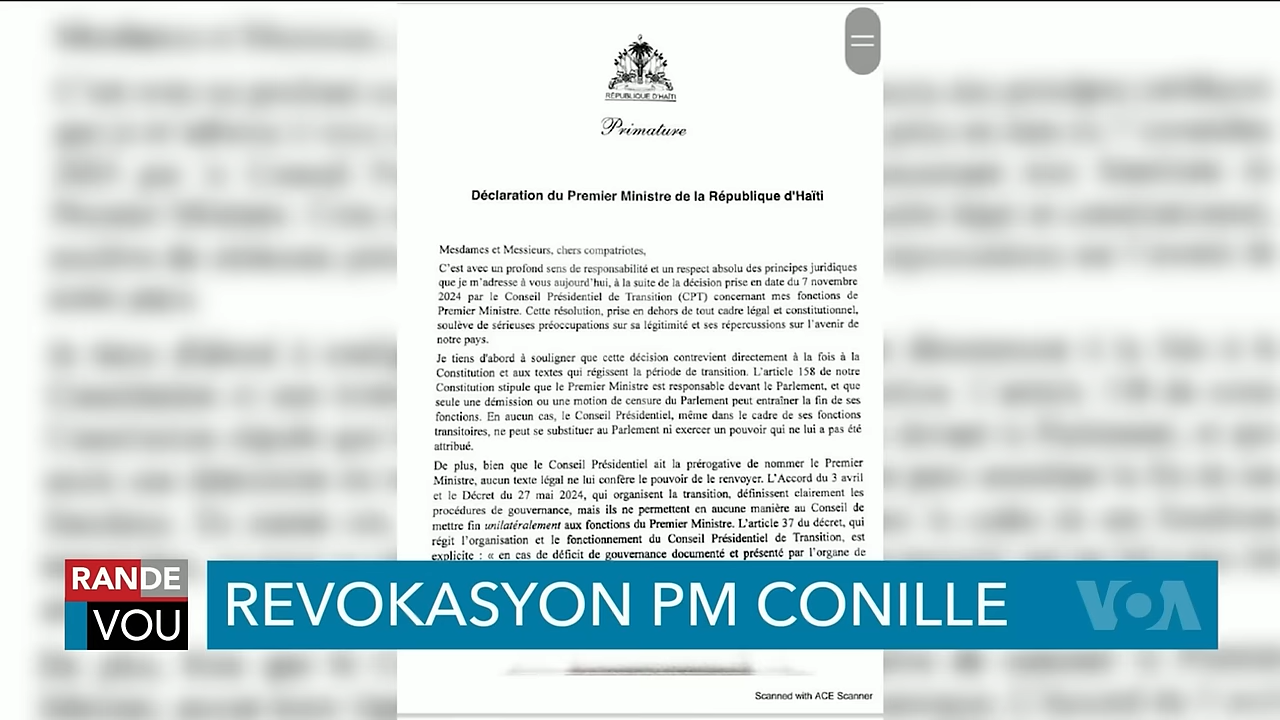 RÉPUBLIQUE D'HAÏTI
Primature
Déclaration du Premier Ministre de la République d'Haïti
Mesdames et Messieurs, chers compatriotes,
C'est avec un profond sens de responsabilité et un respect absolu des principes juridiques
que je m'adresse à vous aujourd'hui, à la suite de la décision prise en date du 7 novembre
2024 par le Conseil Présidentiel de Transition (CPT) concernant mes fonctions de
Premier Ministre. Cette résolution, prise en dehors de tout cadre légal et constitutionnel,
soulève de sérieuses préoccupations sur sa légitimité et ses répercussions sur l'avenir de
notre pays.
Je tiens d'abord à souligner que cette décision contrevient directement à la fois à la
Constitution et aux textes qui régissent la période de transition. L'article 158 de notre
Constitution stipule que le Premier Ministre est responsable devant le Parlement, et que
seule une démission ou une motion de censure du Parlement peut entraîner la fin de ses
fonctions. En aucun cas, le Conseil Présidentiel, même dans le cadre de ses fonctions
transitoires, ne peut se substituer au Parlement ni exercer un pouvoir qui ne lui a pas été
attribué.
De plus, bien que le Conseil Présidentiel ait la prérogative de nommer le Premier
Ministre, aucun texte légal ne lui confère le pouvoir de le renvoyer. L'Accord du 3 avril
et le Décret du 27 mai 2024, qui organisent la transition, définissent clairement les
procédures de gouvernance, mais ils ne permettent en aucune manière au Conseil de
mettre fin unilatéralement aux fonctions du Premier Ministre. L'article 37 du décret, qui
régit l'organisation et le fonctionnement du Conseil Présidentiel de Transition, est
explicite : « en cas de déficit de gouvernance documenté et présenté par l'organe de
RANDE
VOU
REVOKASYON PM CONILLE
VOA
Scanned with ACE Scanner